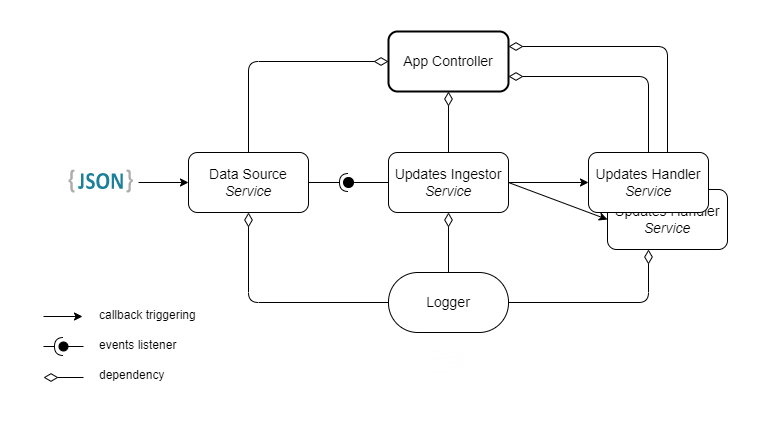 App Controller
{JSON}
Data Source
Service
Updates Ingestor
Service
Updates Handler
Service
Updates Handler
Service
Logger
callback triggering
events listener
dependency